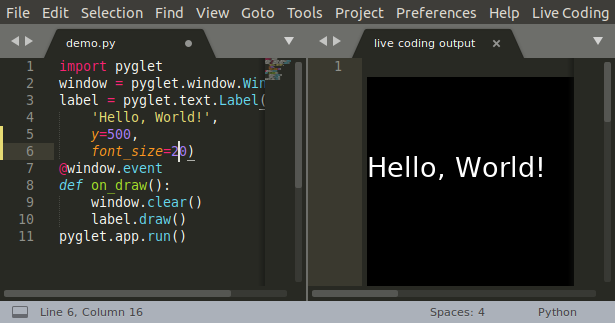 File Edit Selection Find View Goto Tools Project Preferences Help Live Coding
demo.py
live coding output ×
1 import pyglet
2 window = pyglet.window.Win
3 label = pyglet.text.Label(
4 'Hello, World!',
5 y=500,
6 font_size=20)
7 @window.event
8 def on_draw():
9 window.clear()
10 label.draw()
11 pyglet.app.run()
1
Hello, World!
Line 6, Column 16
Spaces: 4
Python